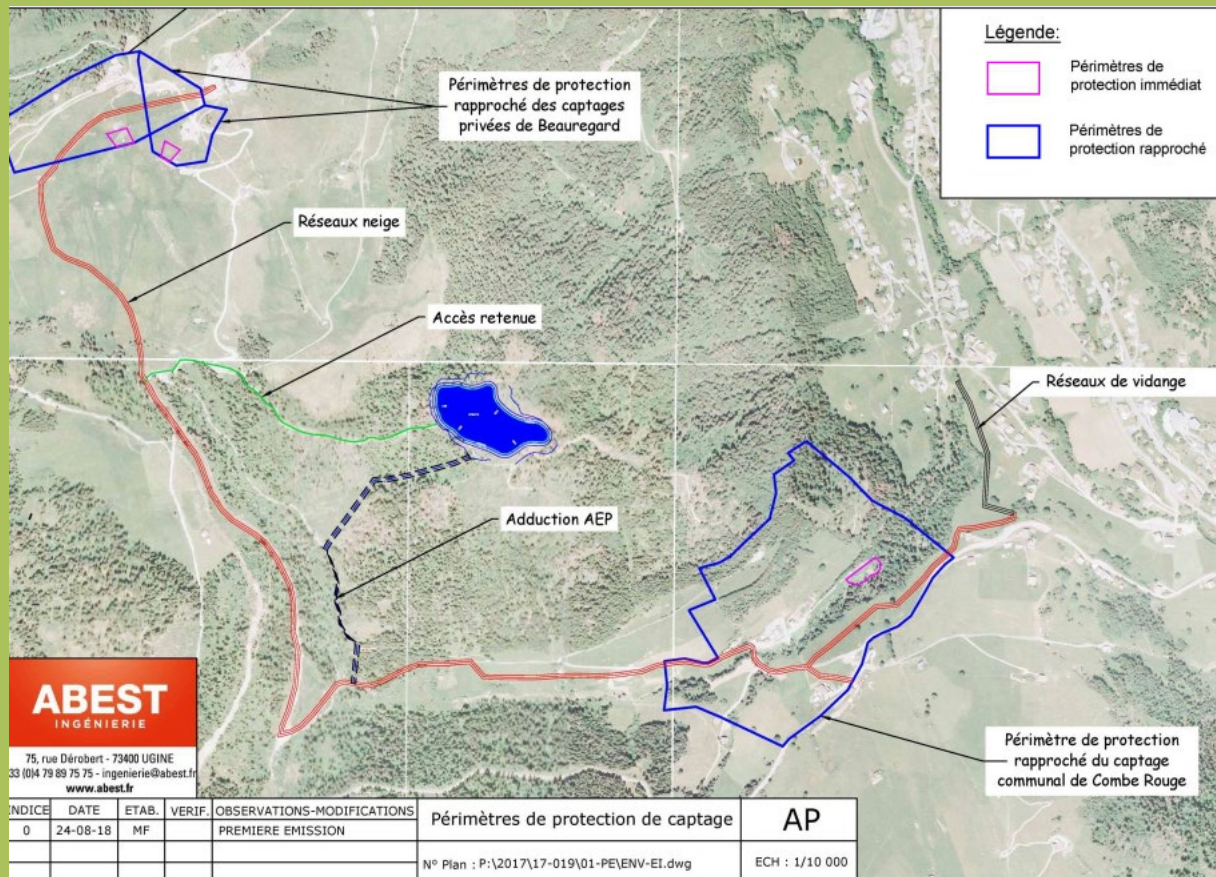 Légende:
Périmètres de
protection immédiat
Périmètres de
protection rapproché
Périmètres de protection
rapproché des captages
privées de Beauregard
Réseaux neige
Accès retenue
Réseaux de vidange
Adduction AEP
Périmètre de protection
rapproché du captage
communal de Combe Rouge
ABEST
INGÉNIERIE
75, rue Dérobert - 73400 UGINE
33 (0)4 79 89 75 75 - ingenierie@abest.fr
www.abest.fr
INDICE DATE ETAB. VERIF. OBSERVATIONS-MODIFICATIONS
0 24-08-18 MF PREMIERE EMISSION
Périmètres de protection de captage
N° Plan : P:\2017\17-019\01-PE\ENV-EI.dwg
AP
ECH : 1/10 000